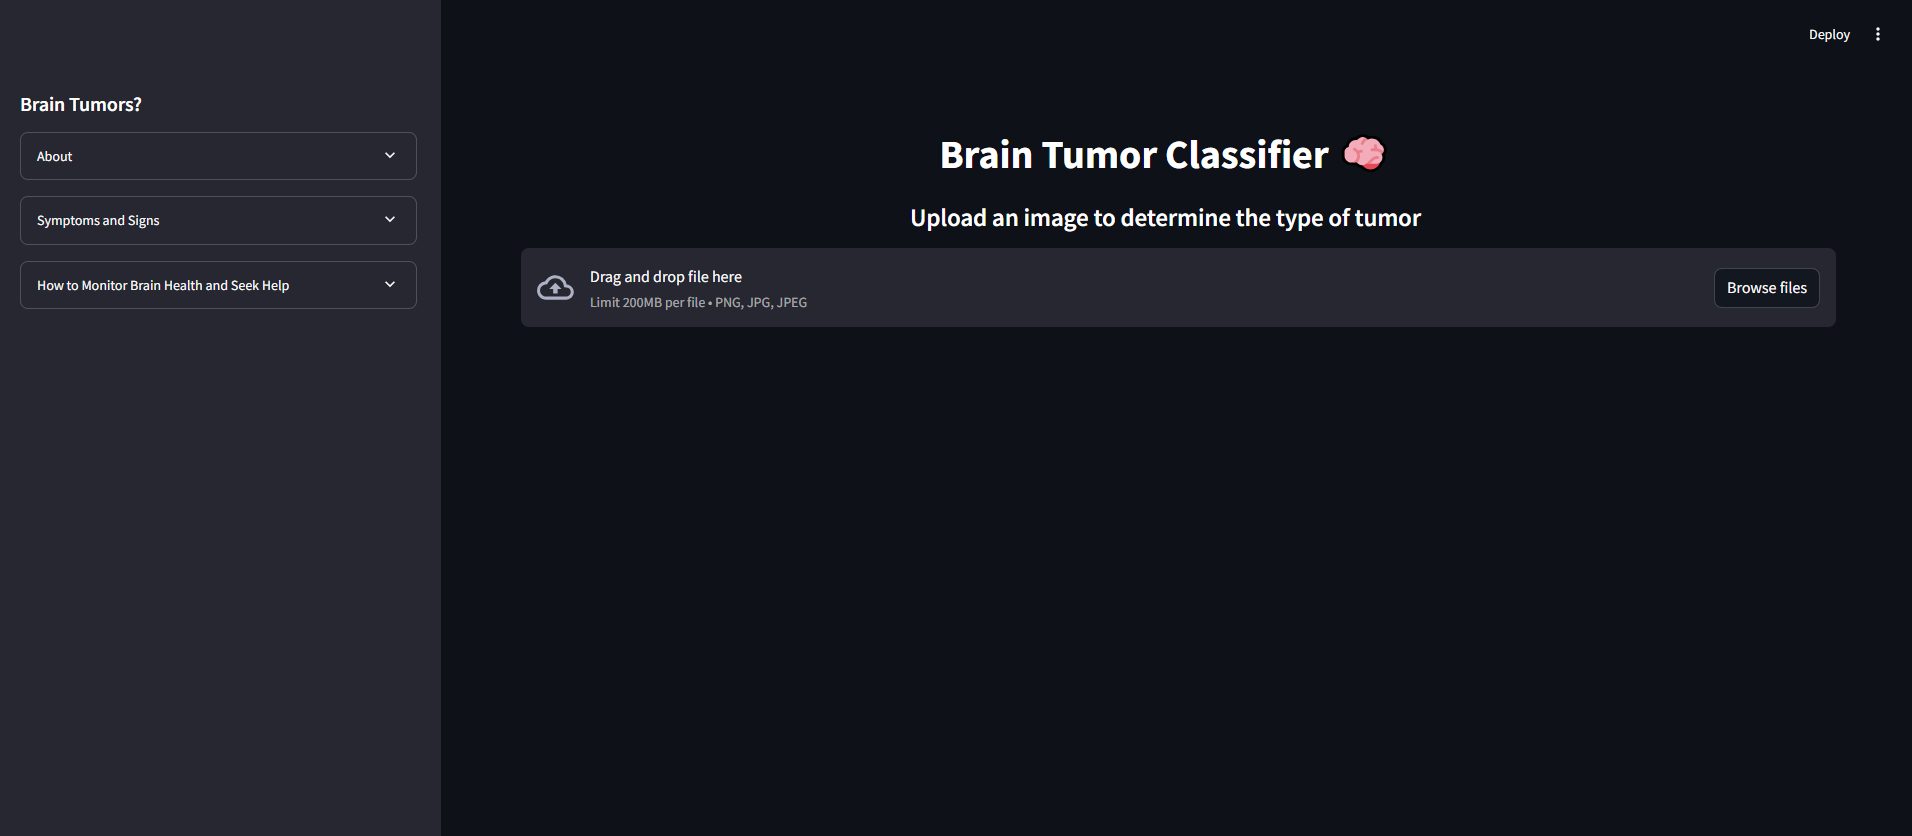 Deploy
Brain Tumors?
About
Symptoms and Signs
How to Monitor Brain Health and Seek Help
Brain Tumor Classifier 🧠
Upload an image to determine the type of tumor
Drag and drop file here
Limit 200MB per file • PNG, JPG, JPEG
Browse files